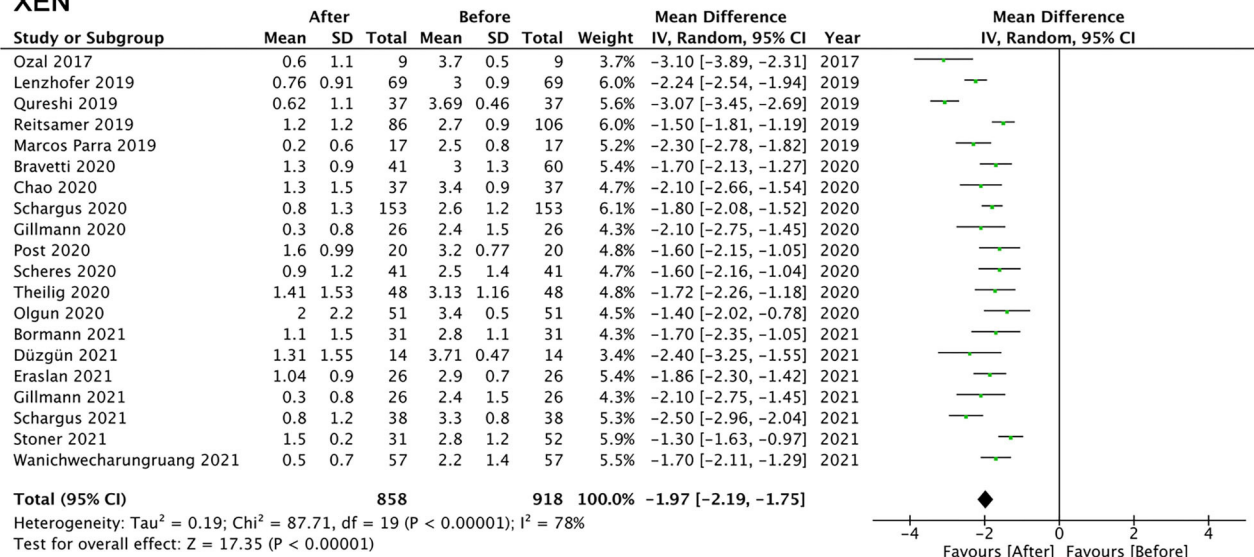 XEN
After Before Mean Difference Mean Difference
Study or Subgroup Mean SD Total Mean SD Total Weight IV, Random, 95% CI Year IV, Random, 95% CI
Ozal 2017 0.6 1.1 9 3.7 0.5 9 3.7% −3.10 [−3.89, −2.31] 2017
Lenzhofer 2019 0.76 0.91 69 3 0.9 69 6.0% −2.24 [−2.54, −1.94] 2019
Qureshi 2019 0.62 1.1 37 3.69 0.46 37 5.6% −3.07 [−3.45, −2.69] 2019
Reitsamer 2019 1.2 1.2 86 2.7 0.9 106 6.0% −1.50 [−1.81, −1.19] 2019
Marcos Parra 2019 0.2 0.6 17 2.5 0.8 17 5.2% −2.30 [−2.78, −1.82] 2019
Bravetti 2020 1.3 0.9 41 3 1.3 60 5.4% −1.70 [−2.13, −1.27] 2020
Chao 2020 1.3 1.5 37 3.4 0.9 37 4.7% −2.10 [−2.66, −1.54] 2020
Schargus 2020 0.8 1.3 153 2.6 1.2 153 6.1% −1.80 [−2.08, −1.52] 2020
Gillmann 2020 0.3 0.8 26 2.4 1.5 26 4.3% −2.10 [−2.75, −1.45] 2020
Post 2020 1.6 0.99 20 3.2 0.77 20 4.8% −1.60 [−2.15, −1.05] 2020
Scheres 2020 0.9 1.2 41 2.5 1.4 41 4.7% −1.60 [−2.16, −1.04] 2020
Theilig 2020 1.41 1.53 48 3.13 1.16 48 4.8% −1.72 [−2.26, −1.18] 2020
Olgun 2020 2 2.2 51 3.4 0.5 51 4.5% −1.40 [−2.02, −0.78] 2020
Bormann 2021 1.1 1.5 31 2.8 1.1 31 4.3% −1.70 [−2.35, −1.05] 2021
Düzgün 2021 1.31 1.55 14 3.71 0.47 14 3.4% −2.40 [−3.25, −1.55] 2021
Eraslan 2021 1.04 0.9 26 2.9 0.7 26 5.4% −1.86 [−2.30, −1.42] 2021
Gillmann 2021 0.3 0.8 26 2.4 1.5 26 4.3% −2.10 [−2.75, −1.45] 2021
Schargus 2021 0.8 1.2 38 3.3 0.8 38 5.3% −2.50 [−2.96, −2.04] 2021
Stoner 2021 1.5 0.2 31 2.8 1.2 52 5.9% −1.30 [−1.63, −0.97] 2021
Wanichwecharungruang 2021 0.5 0.7 57 2.2 1.4 57 5.5% −1.70 [−2.11, −1.29] 2021
Total (95% CI) 858 918 100.0% −1.97 [−2.19, −1.75]
Heterogeneity: Tau² = 0.19; Chi² = 87.71, df = 19 (P < 0.00001); I² = 78%
Test for overall effect: Z = 17.35 (P < 0.00001)
−4 −2 0 2 4
Favours [After] Favours [Before]